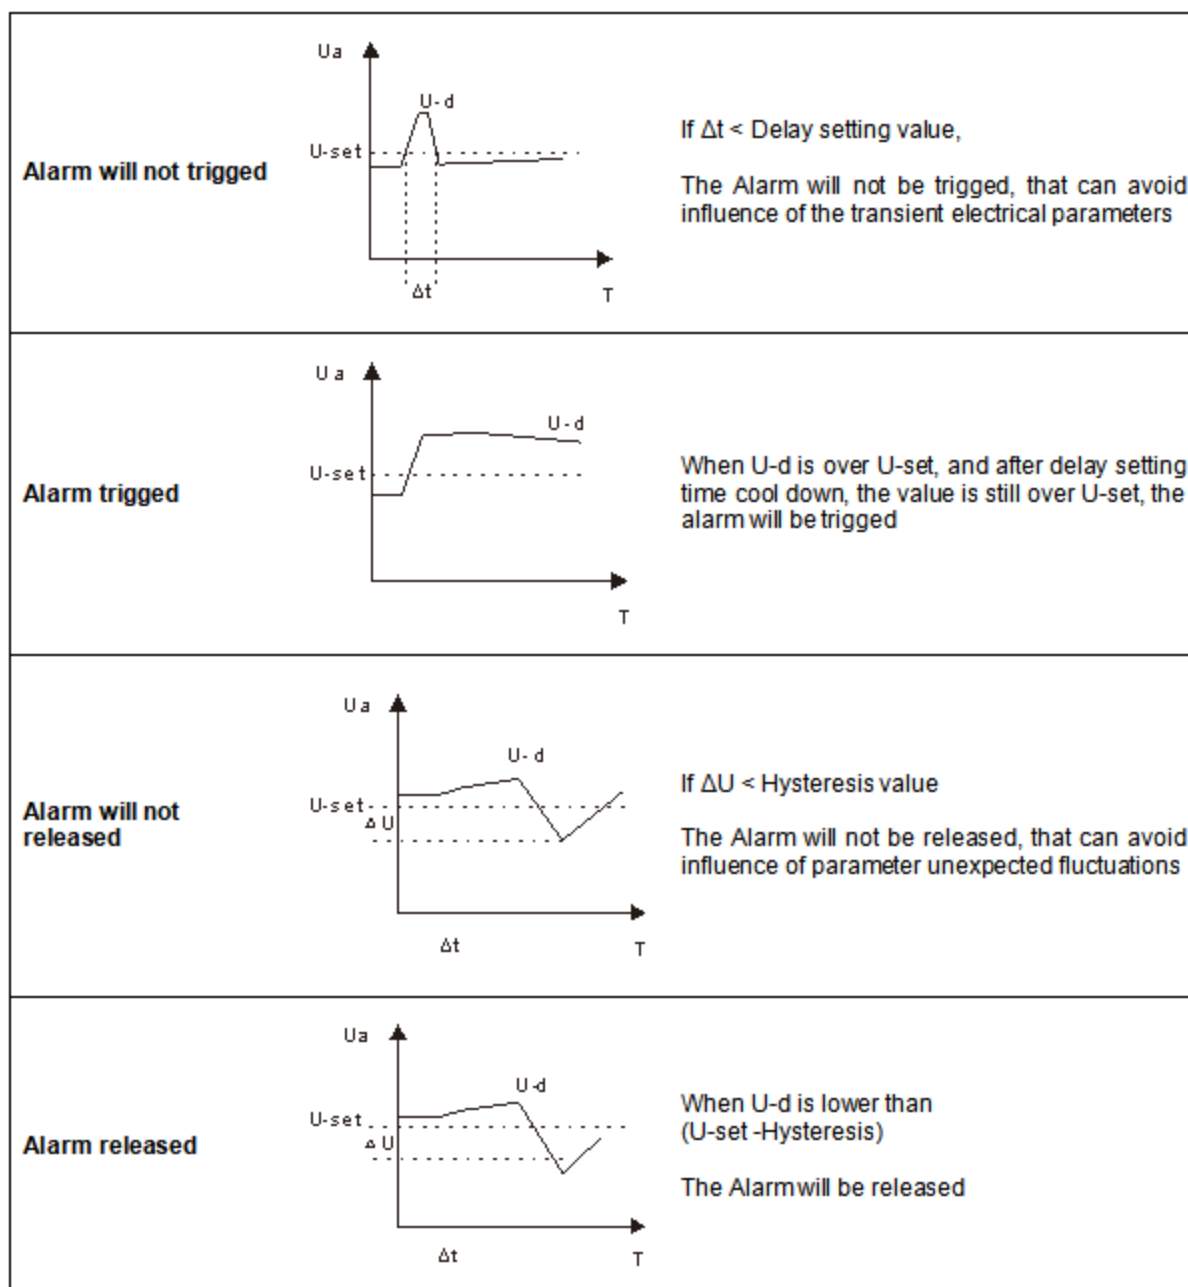 Ua
U-d
U-set
Alarm will not trigged
Δt
T
If Δt < Delay setting value,
The Alarm will not be trigged, that can avoid
influence of the transient electrical parameters
Ua
U-d
U-set
Alarm trigged
T
When U-d is over U-set, and after delay setting
time cool down, the value is still over U-set, the
alarm will be trigged
Ua
U-d
U-set
ΔU
Alarm will not
released
Δt
T
If ΔU < Hysteresis value
The Alarm will not be released, that can avoid
influence of parameter unexpected fluctuations
Ua
U-d
U-set
ΔU
Alarm released
Δt
T
When U-d is lower than
(U-set -Hysteresis)
The Alarm will be released